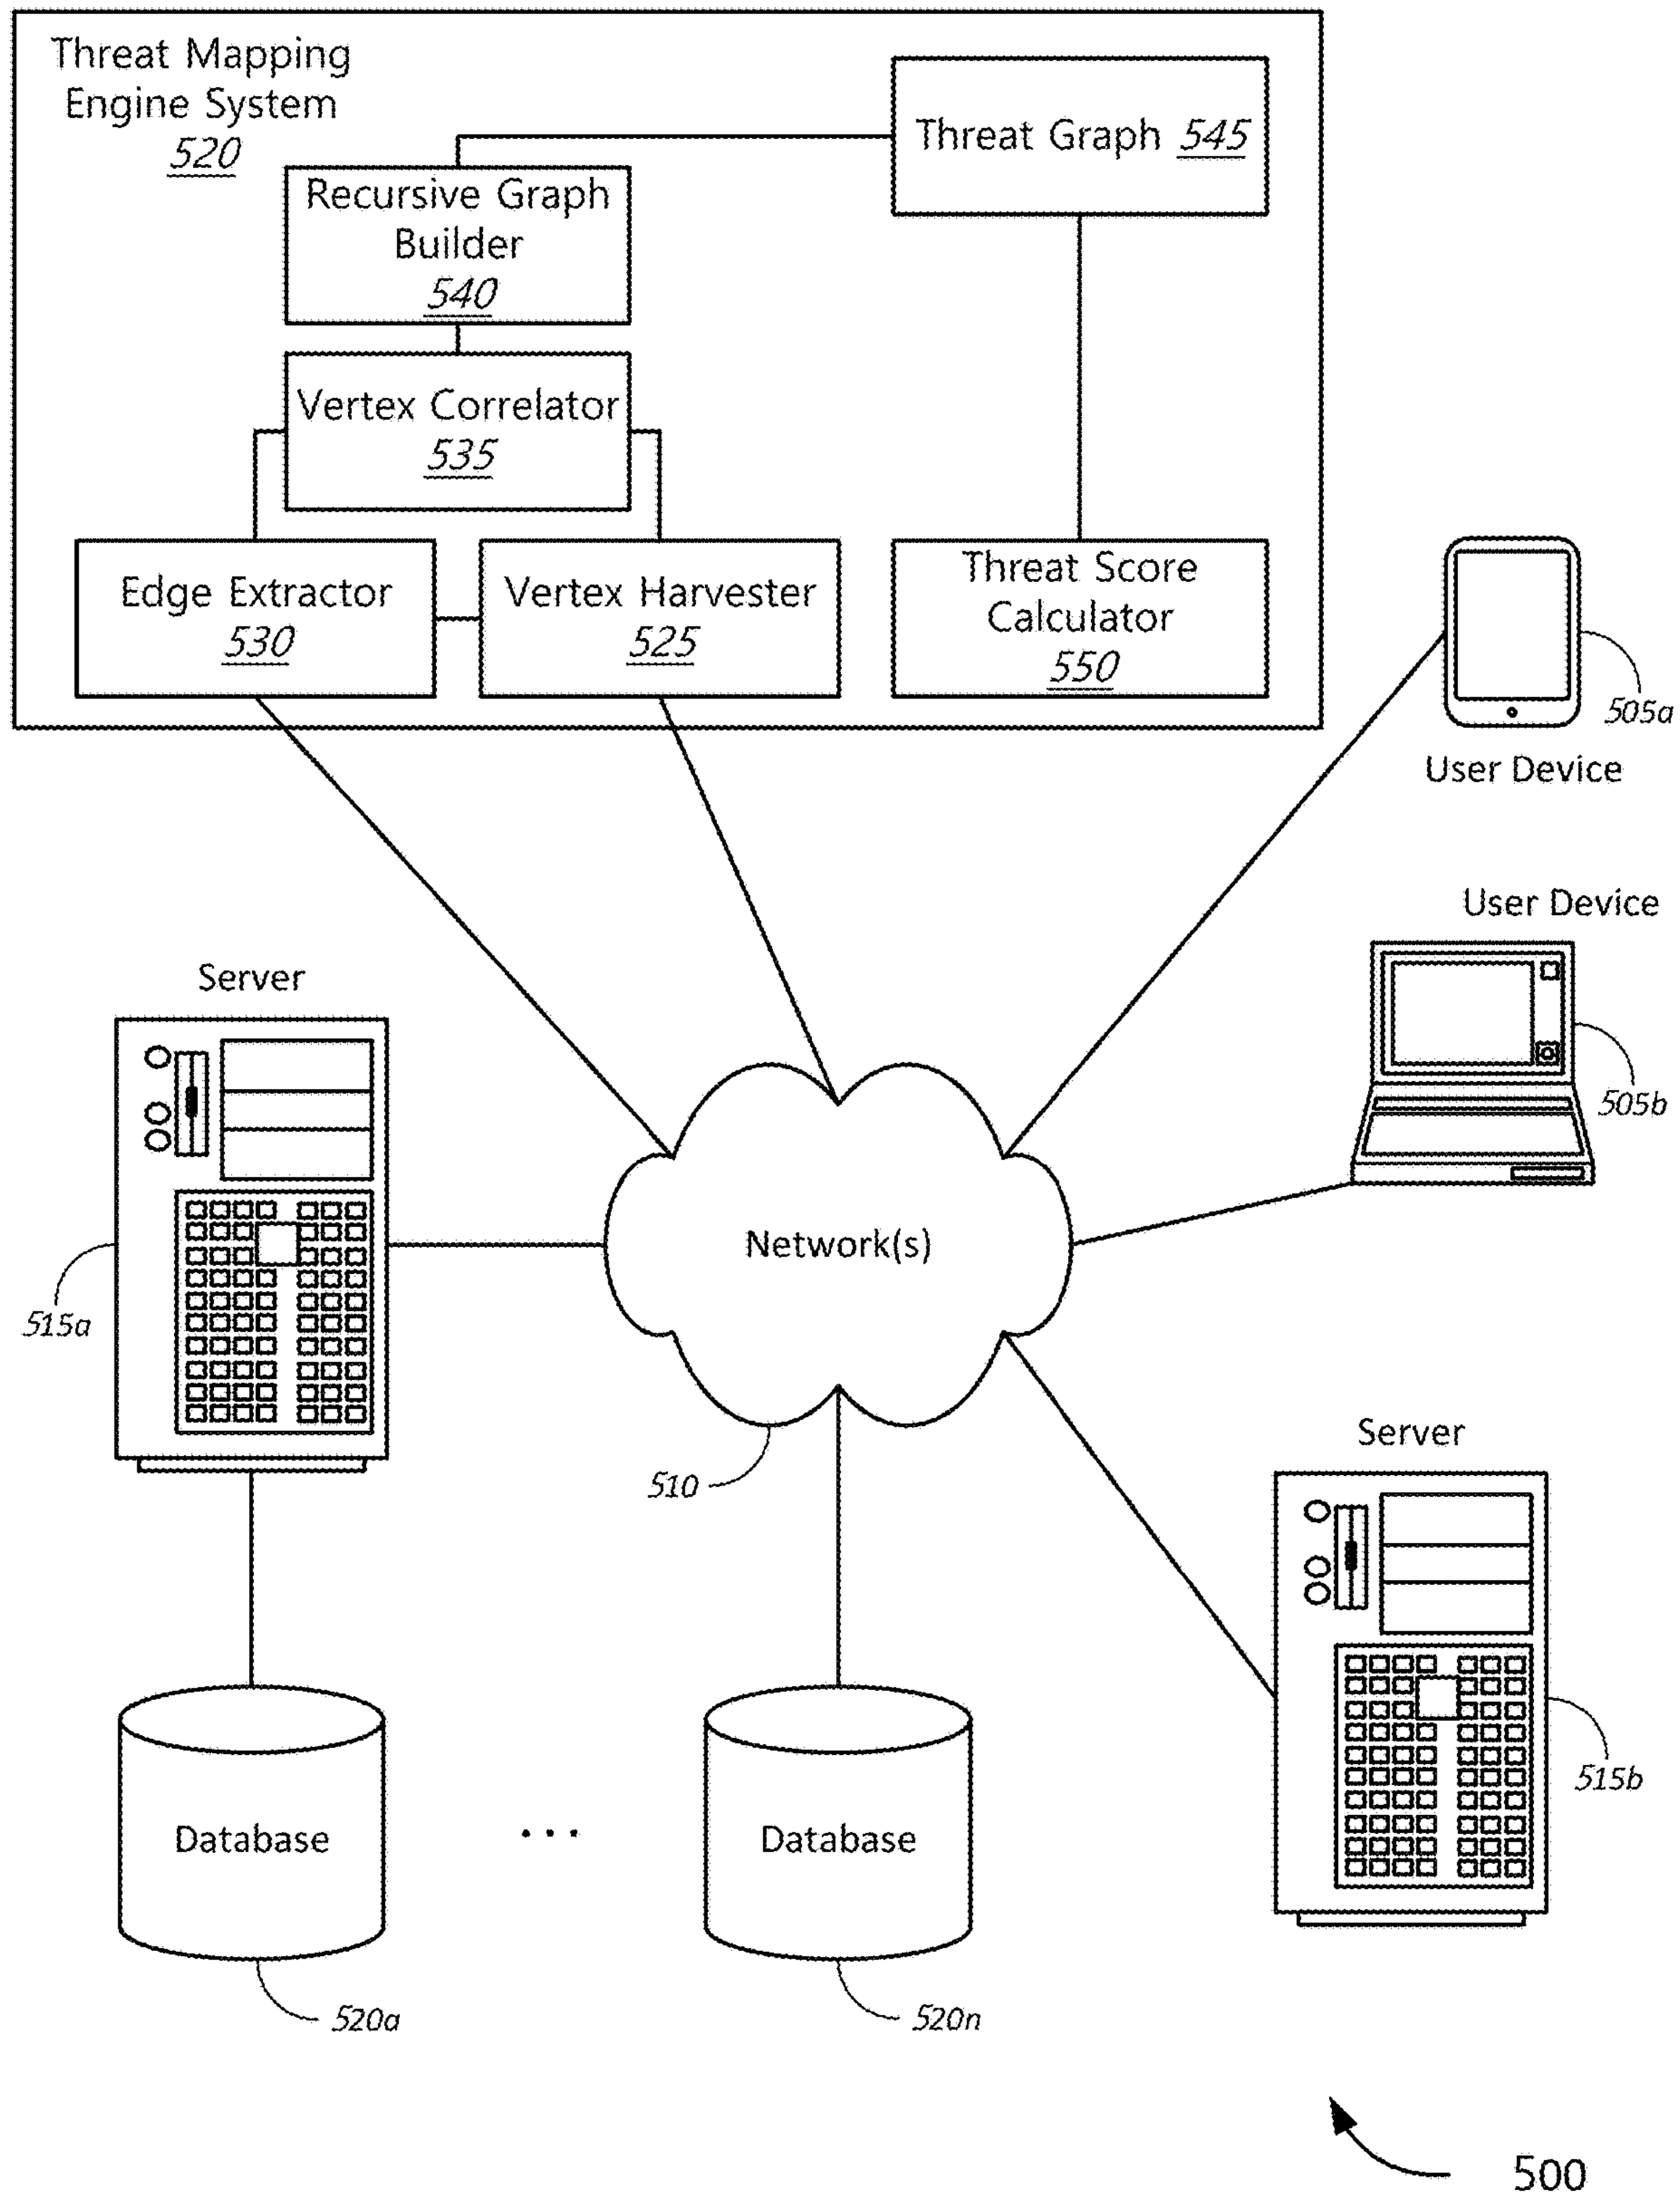 Threat Mapping
Engine System
520
Threat Graph 545
Recursive Graph
Builder
540
Vertex Correlator
535
Edge Extractor
530
Vertex Harvester
525
Threat Score
Calculator
550
505a
User Device
User Device
505b
Server
515a
Network(s)
510
Server
515b
Database
...
Database
520a
520n
500